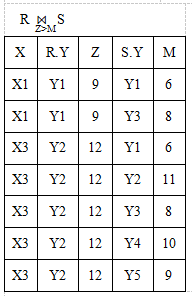 R ⋈ S
Z>M
X R.Y Z S.Y M
X1 Y1 9 Y1 6
X1 Y1 9 Y3 8
X3 Y2 12 Y1 6
X3 Y2 12 Y2 11
X3 Y2 12 Y3 8
X3 Y2 12 Y4 10
X3 Y2 12 Y5 9